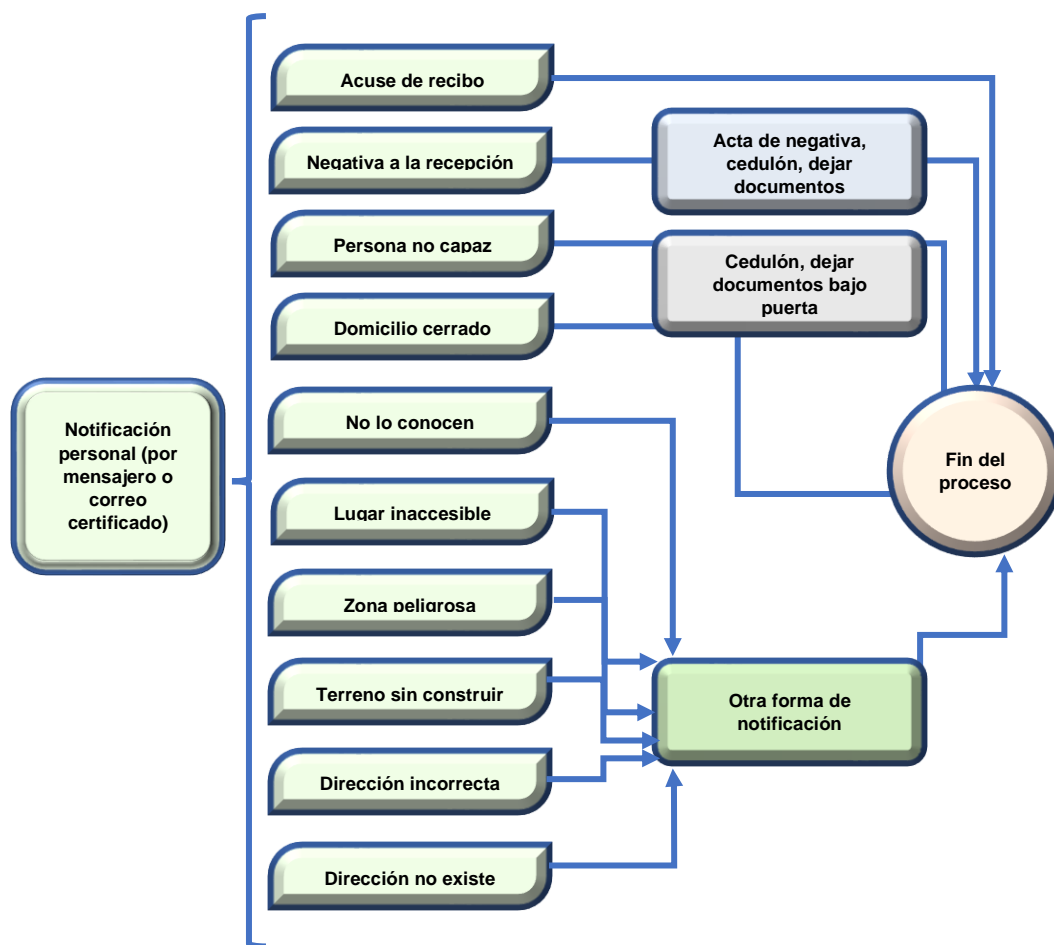 Acuse de recibo
Negativa a la recepción
Acta de negativa,
cedulón, dejar
documentos
Persona no capaz
Cedulón, dejar
documentos bajo
puerta
Domicilio cerrado
Notificación
personal (por
mensajero o
correo
certificado)
No lo conocen
Fin del
proceso
Lugar inaccesible
Zona peligrosa
Terreno sin construir
Otra forma de
notificación
Dirección incorrecta
Dirección no existe